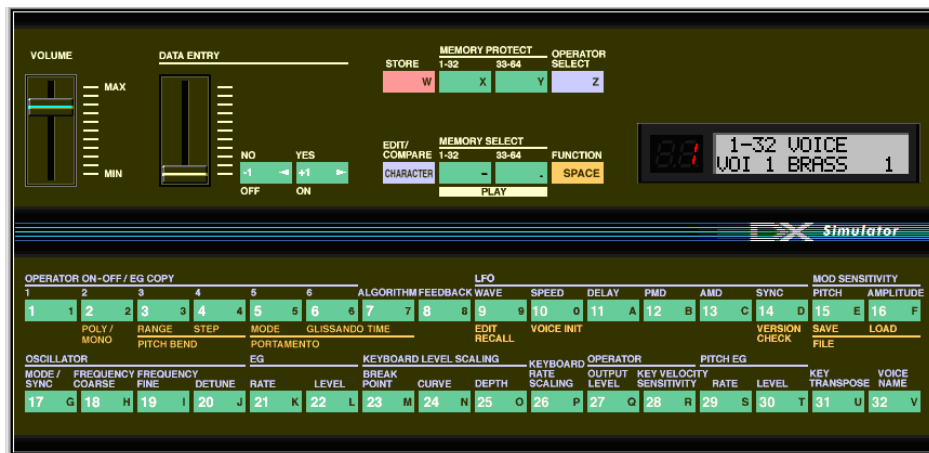 VOLUME
DATA ENTRY
MAX
MIN
NO YES
-1 +1
OFF ON
MEMORY PROTECT
STORE 1-32 33-64 OPERATOR SELECT
W X Y Z
EDIT/ COMPARE
MEMORY SELECT
1-32 33-64 FUNCTION
CHARACTER - . SPACE
PLAY
1
1-32 VOICE
VOI 1 BRASS 1
DX Simulator
OPERATOR ON-OFF / EG COPY LFO MOD SENSITIVITY
1 2 3 4 5 6 ALGORITHM FEEDBACK WAVE SPEED DELAY PMD AMD SYNC PITCH AMPLITUDE
1 1 2 2 3 3 4 4 5 5 6 6 7 7 8 8 9 9 10 0 11 A 12 B 13 C 14 D 15 E 16 F
POLY / MONO RANGE STEP MODE GLISSANDO TIME EDIT RECALL VOICE INIT VERSION CHECK SAVE LOAD
PITCH BEND PORTAMENTO FILE
OSCILLATOR EG KEYBOARD LEVEL SCALING KEYBOARD RATE SCALING OPERATOR PITCH EG
MODE / SYNC FREQUENCY COARSE FREQUENCY FINE DETUNE RATE LEVEL BREAK POINT CURVE DEPTH OUTPUT LEVEL KEY VELOCITY SENSITIVITY RATE LEVEL KEY TRANSPOSE VOICE NAME
17 G 18 H 19 I 20 J 21 K 22 L 23 M 24 N 25 O 26 P 27 Q 28 R 29 S 30 T 31 U 32 V